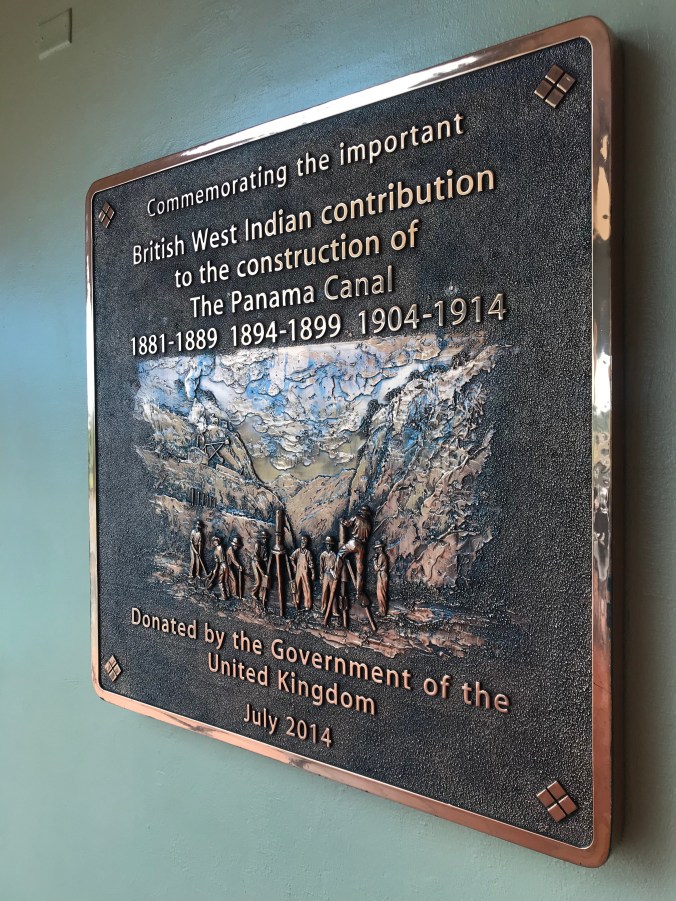 Commemorating the important
British West Indian contribution
to the construction of
The Panama Canal
1881-1889 1894-1899 1904-1914
Donated by the Government of the
United Kingdom
July 2014